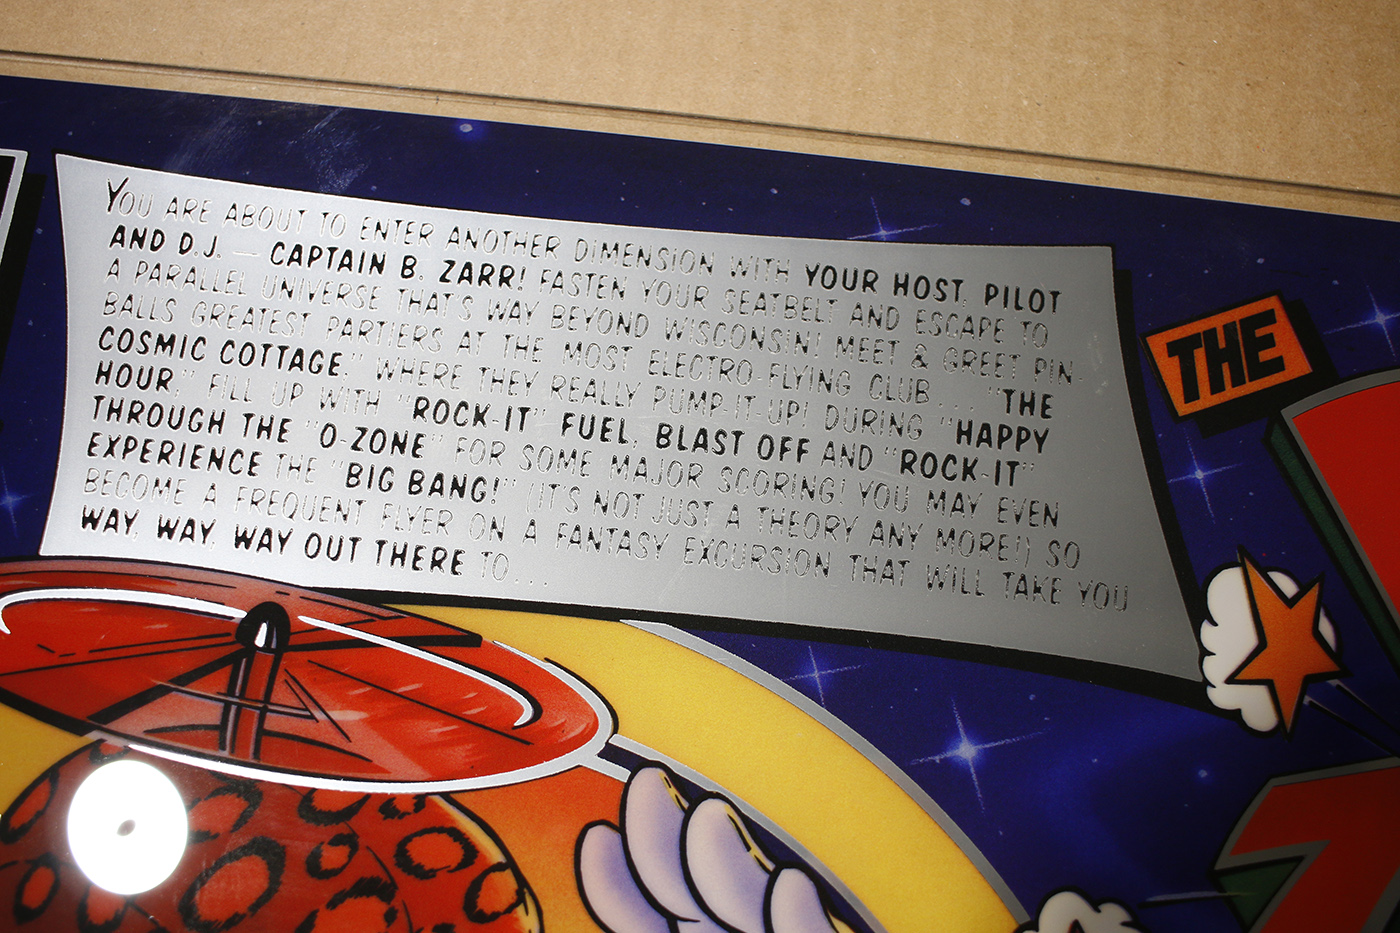 YOU ARE ABOUT TO ENTER ANOTHER DIMENSION WITH YOUR HOST, PILOT
AND D.J. — CAPTAIN B. ZARR! FASTEN YOUR SEATBELT AND ESCAPE TO
A PARALLEL UNIVERSE THAT'S WAY BEYOND WISCONSIN! MEET & GREET PIN-
BALLS GREATEST PARTIERS AT THE MOST ELECTRO-FLYING CLUB... "THE
COSMIC COTTAGE," WHERE THEY REALLY PUMP-IT-UP! DURING "HAPPY
HOUR," FILL UP WITH "ROCK-IT" FUEL, BLAST OFF AND "ROCK-IT"
THROUGH THE "O-ZONE" FOR SOME MAJOR SCORING! YOU MAY EVEN
EXPERIENCE THE "BIG BANG!" (IT'S NOT JUST A THEORY ANY MORE!) SO
BECOME A FREQUENT FLYER ON A FANTASY EXCURSION THAT WILL TAKE YOU
WAY, WAY, WAY OUT THERE TO...
THE